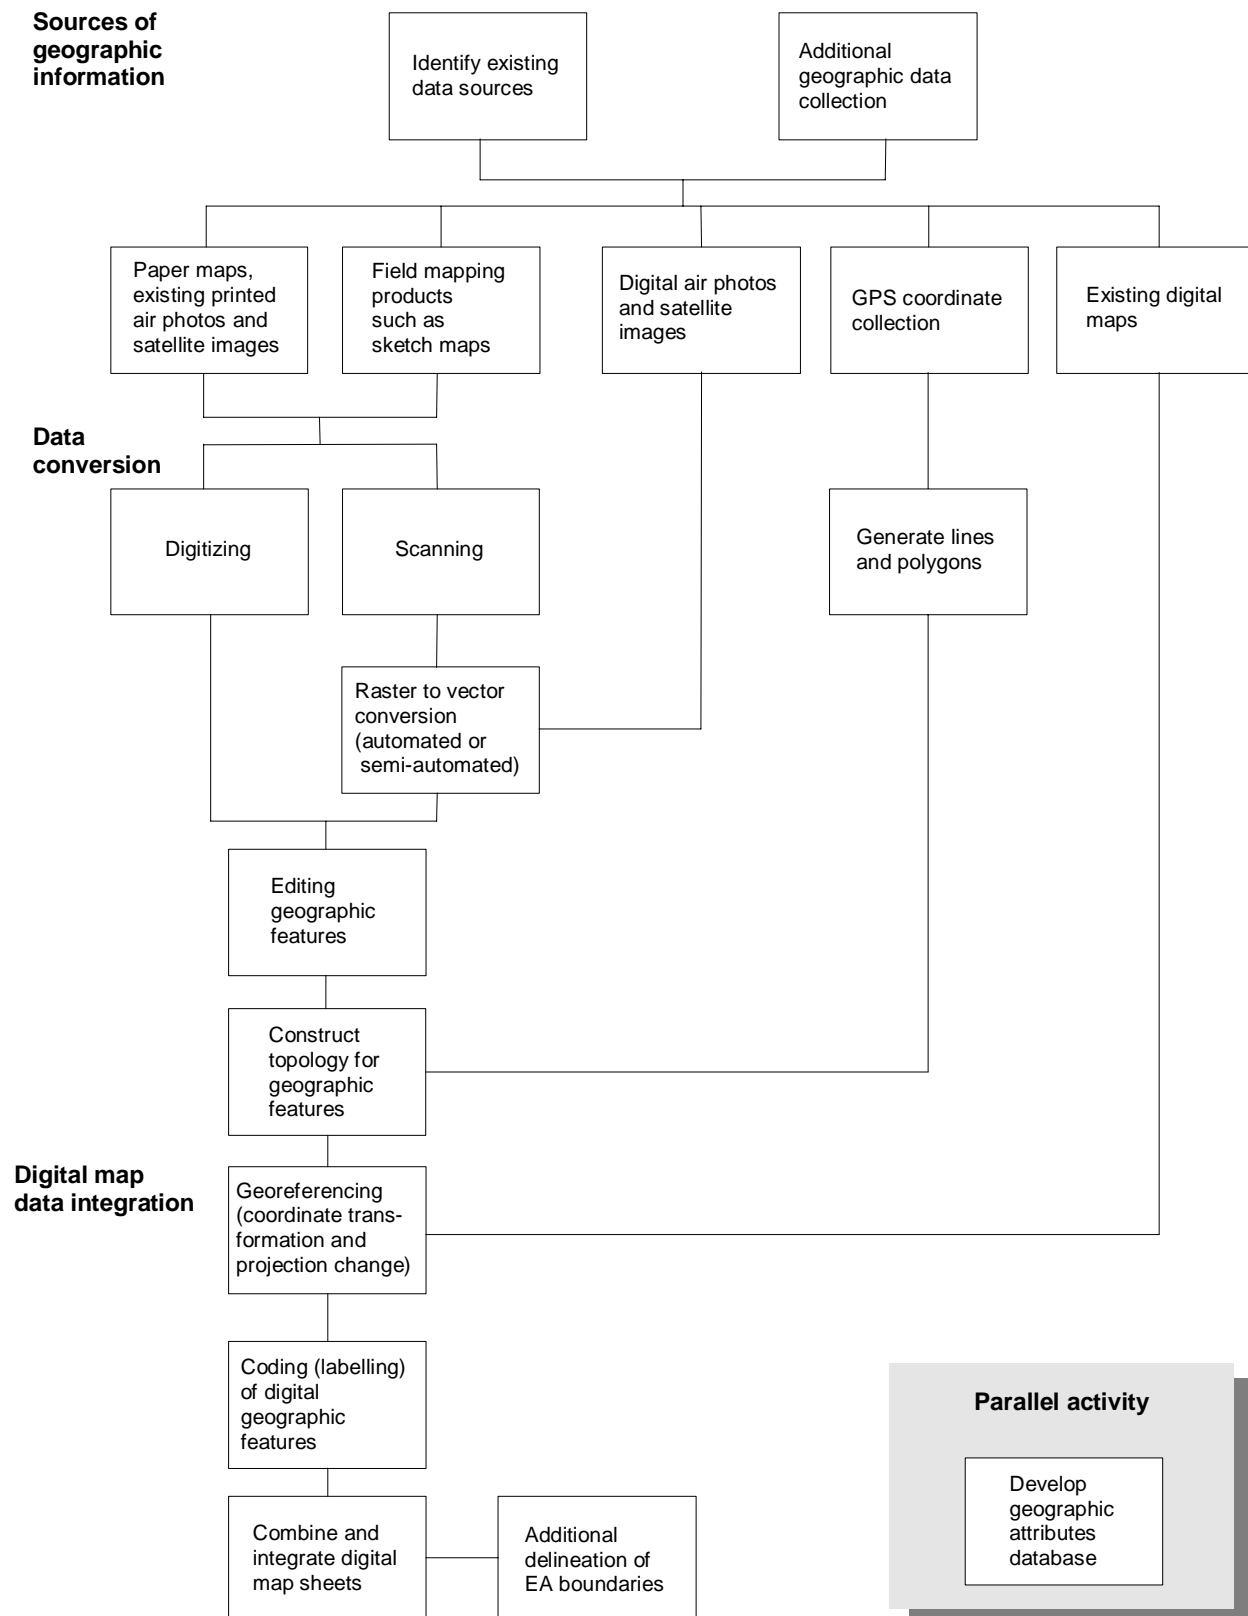 Sources of
geographic
information
Identify existing
data sources
Additional
geographic data
collection
Paper maps,
existing printed
air photos and
satellite images
Field mapping
products
such as
sketch maps
Digital air photos
and satellite
images
GPS coordinate
collection
Existing digital
maps
Data
conversion
Digitizing
Scanning
Generate lines
and polygons
Raster to vector
conversion
(automated or
semi-automated)
Editing
geographic
features
Construct
topology for
geographic
features
Digital map
data integration
Georeferencing
(coordinate trans-
formation and
projection change)
Coding (labelling)
of digital
geographic
features
Combine and
integrate digital
map sheets
Additional
delineation of
EA boundaries
Parallel activity
Develop
geographic
attributes
database